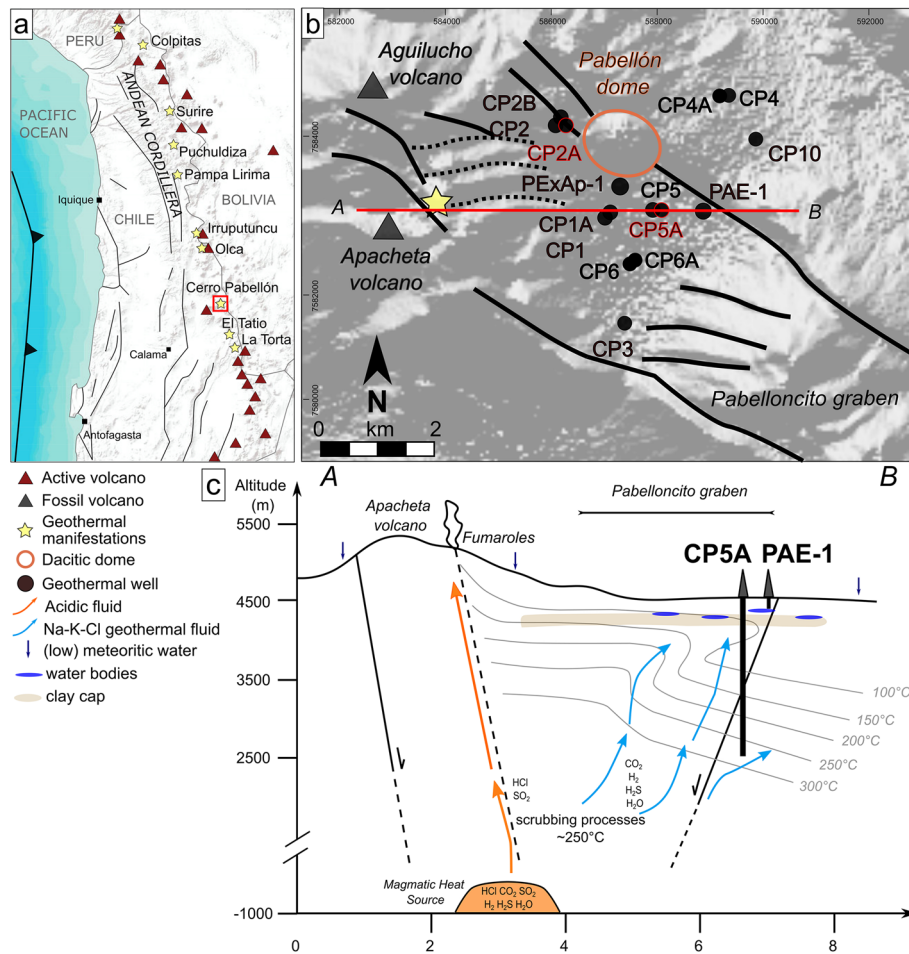 a
PERU
Colpitas
ANDEAN CORDILLERA
PACIFIC
OCEAN
Surire
Puchuldiza
Pampa Lirima
Iquique
BOLIVIA
CHILE
Irruputuncu
Olca
Cerro Pabellón
El Tatio
La Torta
Calama
Antofagasta
b
582000
584000
586000
588000
590000
592000
7584000
7582000
7580000
Aguilucho
volcano
Pabellón
dome
CP2B
CP2
CP2A
CP4A
CP4
CP10
PExAp-1
CP5
PAE-1
A
B
CP1A
CP5A
CP1
Apacheta
volcano
CP6
CP6A
CP3
N
0
km
2
Pabelloncito graben
Active volcano
Fossil volcano
Geothermal
manifestations
Dacitic dome
Geothermal well
Acidic fluid
Na-K-Cl geothermal fluid
(low) meteoritic water
water bodies
clay cap
c
Altitude
(m)
A
B
Apacheta
volcano
Fumaroles
Pabelloncito graben
CP5A
PAE-1
5500
4500
3500
2500
-1000
100°C
150°C
200°C
250°C
300°C
HCl
SO2
CO2
H2
H2S
H2O
scrubbing processes
~250°C
Magmatic Heat
Source
HCl CO2 SO2
H2 H2S H2O
0
2
4
6
8